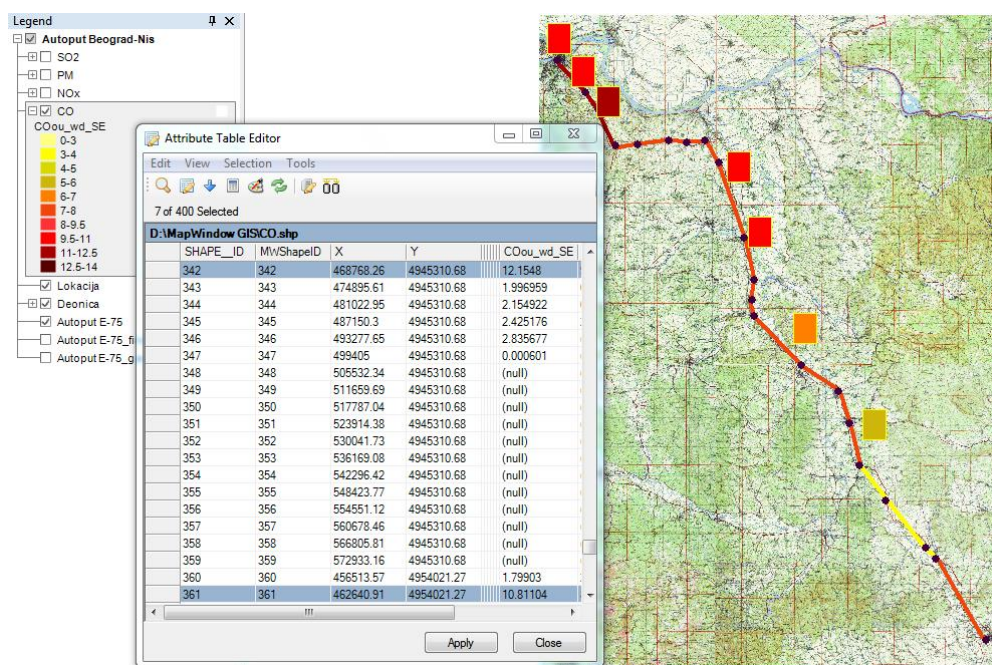 Legend
Autoput Beograd-Nis
SO2
PM
NOx
CO
COou_wd_SE
0-3
3-4
4-5
5-6
6-7
7-8
8-9.5
9.5-11
11-12.5
12.5-14
Lokacija
Deonica
Autoput E-75
Autoput E-75_fi
Autoput E-75_g
Attribute Table Editor
Edit View Selection Tools
7 of 400 Selected
D:\MapWindow GIS\CO.shp
SHAPE__ID MWShapeID X Y COou_wd_SE
342 342 468768.26 4945310.68 12.1548
343 343 474895.61 4945310.68 1.996959
344 344 481022.95 4945310.68 2.154922
345 345 487150.3 4945310.68 2.425176
346 346 493277.65 4945310.68 2.835677
347 347 499405 4945310.68 0.000601
348 348 505532.34 4945310.68 (null)
349 349 511659.69 4945310.68 (null)
350 350 517787.04 4945310.68 (null)
351 351 523914.38 4945310.68 (null)
352 352 530041.73 4945310.68 (null)
353 353 536169.08 4945310.68 (null)
354 354 542296.42 4945310.68 (null)
355 355 548423.77 4945310.68 (null)
356 356 554551.12 4945310.68 (null)
357 357 560678.46 4945310.68 (null)
358 358 566805.81 4945310.68 (null)
359 359 572933.16 4945310.68 (null)
360 360 456513.57 4954021.27 1.79903
361 361 462640.91 4954021.27 10.81104
Apply Close